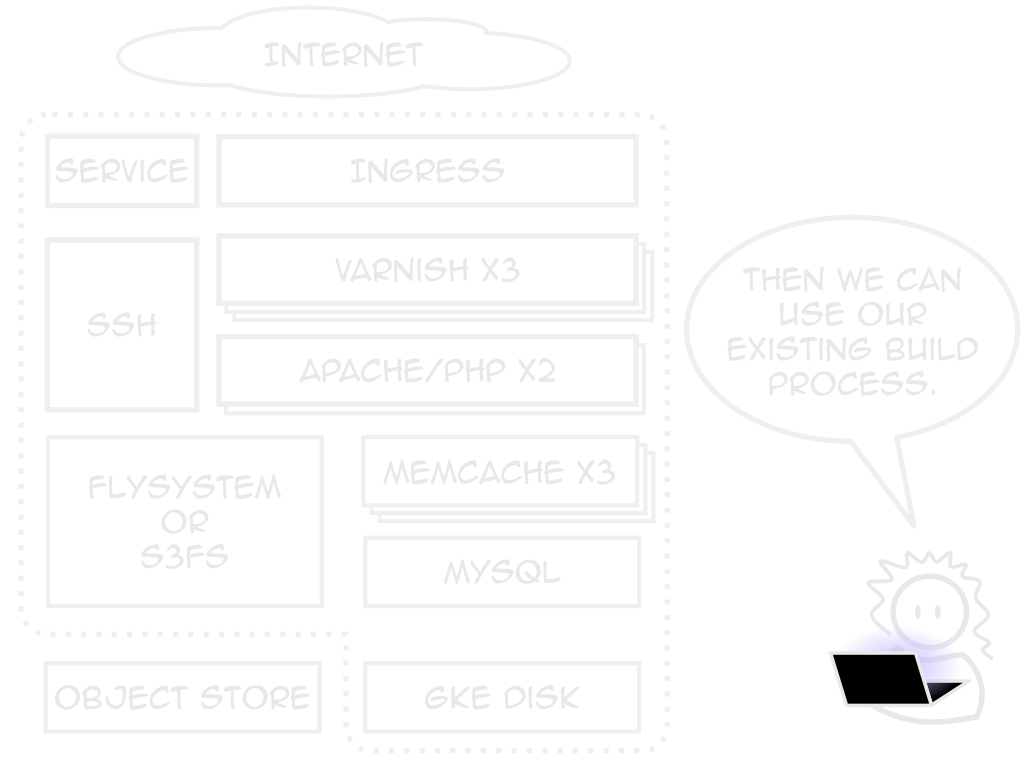 INTERNET
SERVICE
INGRESS
VARNISH X3
SSH
APACHE/PHP X2
FLYSYSTEM
OR
S3FS
MEMCACHE X3
MYSQL
OBJECT STORE
GKE DISK
THEN WE CAN
USE OUR
EXISTING BUILD
PROCESS.